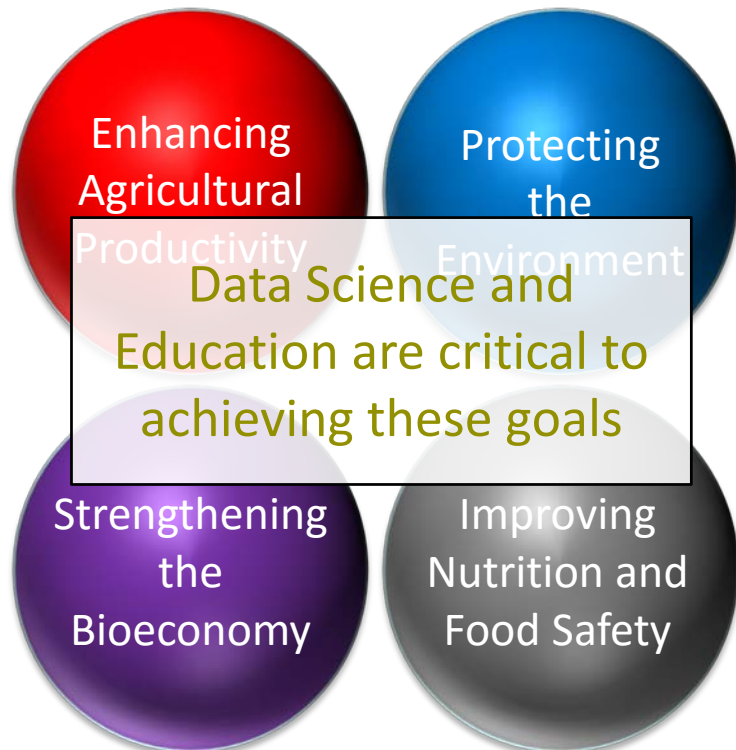 Enhancing
Agricultural
Productivity
Protecting
the
Environment
Data Science and
Education are critical to
achieving these goals
Strengthening
the
Bioeconomy
Improving
Nutrition and
Food Safety